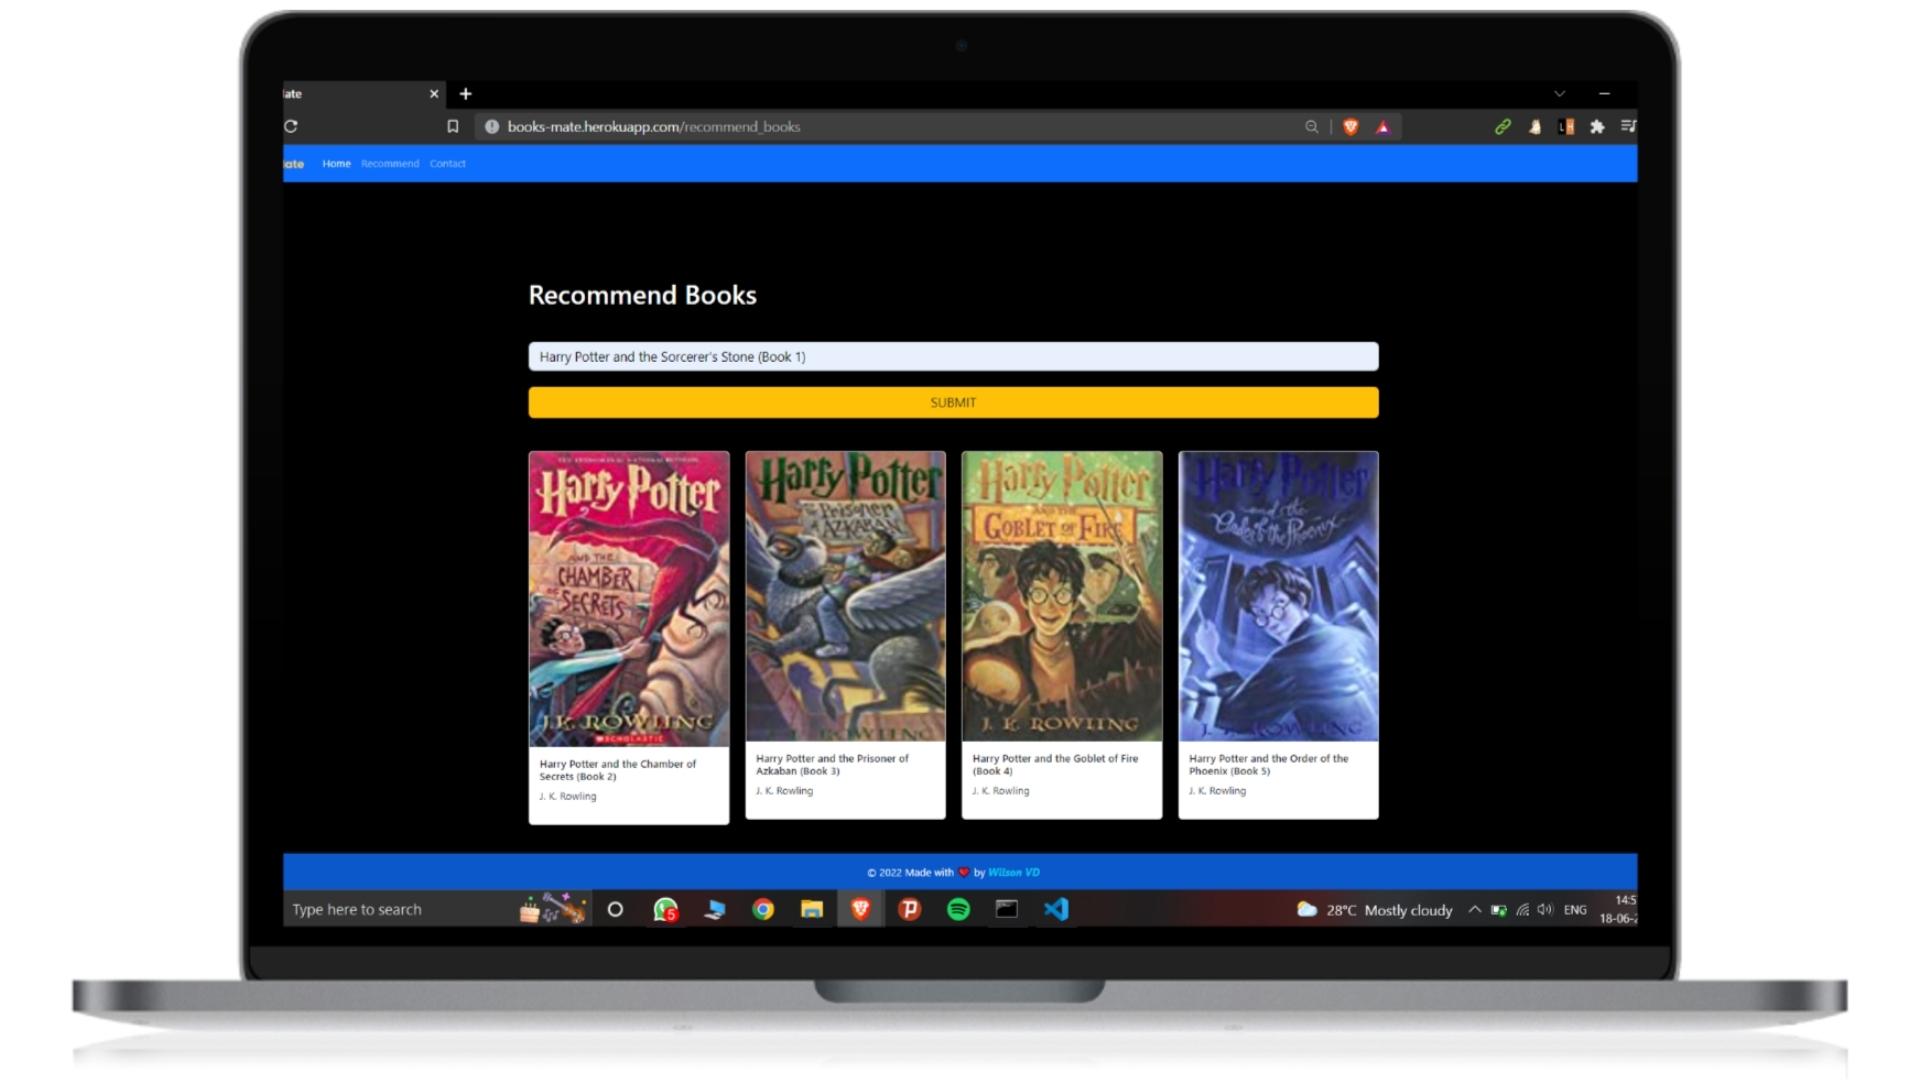 ate
books-mate.herokuapp.com/recommend_books
ate Home Recommend Contact
Recommend Books
Harry Potter and the Sorcerer's Stone (Book 1)
SUBMIT
Harry Potter
AND THE
CHAMBER
OF SECRETS
J.K. ROWLING
SCHOLASTIC
Harry Potter and the Chamber of
Secrets (Book 2)
J. K. Rowling
Harry Potter
Prisoner
AZKABAN
Harry Potter and the Prisoner of
Azkaban (Book 3)
J. K. Rowling
Harry Potter
AND THE
GOBLET OF FIRE
J. K. ROWLING
Harry Potter and the Goblet of Fire
(Book 4)
J. K. Rowling
Harry Potter
and the
Order of the Phoenix
J. K. ROWLING
Harry Potter and the Order of the
Phoenix (Book 5)
J. K. Rowling
© 2022 Made with ❤ by Wilson VD
Type here to search
5
28°C Mostly cloudy
ENG
14:5
18-06-2